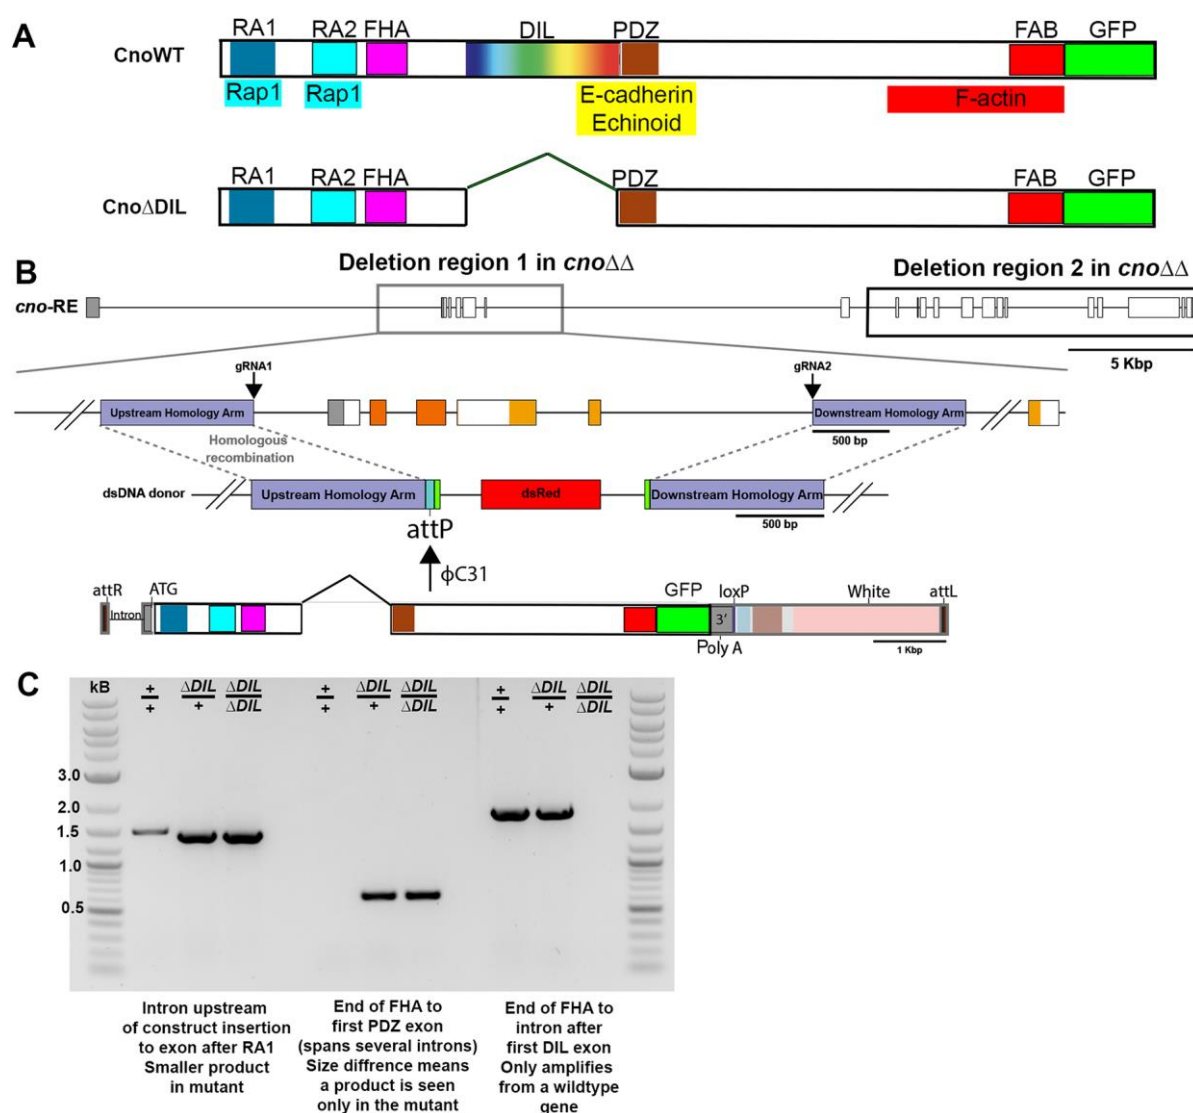 A
RA1 RA2 FHA DIL PDZ FAB GFP
CnoWT
Rap1 Rap1 E-cadherin F-actin
Echinoid
RA1 RA2 FHA PDZ FAB GFP
CnoΔDIL
B
Deletion region 1 in cnoΔΔ
Deletion region 2 in cnoΔΔ
cno-RE
5 Kbp
gRNA1 gRNA2
Upstream Homology Arm Downstream Homology Arm
500 bp
Homologous
recombination
dsDNA donor Upstream Homology Arm dsRed Downstream Homology Arm
500 bp
attP
ϕC31
attR Intron ATG GFP loxP White attL
3'
Poly A 1 Kbp
C
kB + ΔDIL ΔDIL + ΔDIL ΔDIL + ΔDIL ΔDIL
+ + ΔDIL + + ΔDIL + + ΔDIL
3.0
2.0
1.5
1.0
0.5
Intron upstream
of construct insertion
to exon after RA1
Smaller product
in mutant
End of FHA to
first PDZ exon
(spans several introns)
Size diffrence means
a product is seen
only in the mutant
End of FHA to
intron after
first DIL exon
Only amplifies
from a wildtype
gene